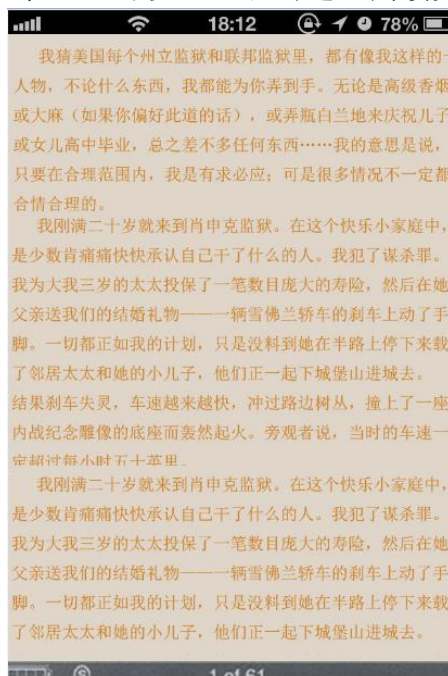 18:12 78%
我猜美国每个州立监狱和联邦监狱里，都有像我这样的一
人物，不论什么东西，我都能为你弄到手。无论是高级香烟
或大麻（如果你偏好此道的话），或弄瓶白兰地来庆祝儿子
或女儿高中毕业，总之差不多任何东西……我的意思是说，
只要在合理范围内，我是有求必应；可是很多情况不一定都
合情合理的。
我刚满二十岁就来到肖申克监狱。在这个快乐小家庭中，
是少数肯痛痛快快承认自己干了什么的人。我犯了谋杀罪。
我为大我三岁的太太投保了一笔数目庞大的寿险，然后在她
父亲送我们的结婚礼物——一辆雪佛兰轿车的刹车上动了手
脚。一切都正如我的计划，只是没料到她在半路上停下来载
了邻居太太和她的小儿子，他们正一起下城堡山进城去。
结果刹车失灵，车速越来越快，冲过路边树丛，撞上了一座
内战纪念雕像的底座而轰然起火。旁观者说，当时的车速一
定超过每小时五十英里。
我刚满二十岁就来到肖申克监狱。在这个快乐小家庭中，
是少数肯痛痛快快承认自己干了什么的人。我犯了谋杀罪。
我为大我三岁的太太投保了一笔数目庞大的寿险，然后在她
父亲送我们的结婚礼物——一辆雪佛兰轿车的刹车上动了手
脚。一切都正如我的计划，只是没料到她在半路上停下来载
了邻居太太和她的小儿子，他们正一起下城堡山进城去。
1 of 61